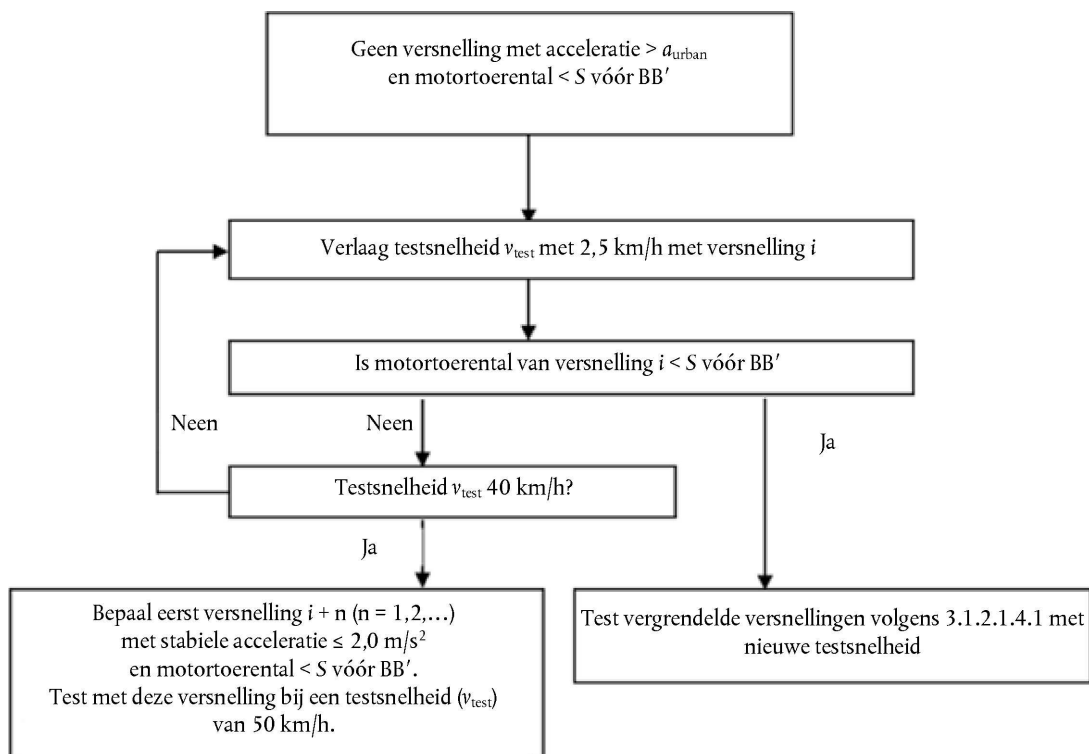 Geen versnelling met acceleratie > a_urban
en motortoerental < S vóór BB′
Verlaag testsnelheid v_test met 2,5 km/h met versnelling i
Is motortoerental van versnelling i < S vóór BB′
Neen
Neen
Ja
Testsnelheid v_test 40 km/h?
Ja
Bepaal eerst versnelling i + n (n = 1,2,…)
met stabiele acceleratie ≤ 2,0 m/s²
en motortoerental < S vóór BB′.
Test met deze versnelling bij een testsnelheid (v_test)
van 50 km/h.
Test vergrendelde versnellingen volgens 3.1.2.1.4.1 met
nieuwe testsnelheid